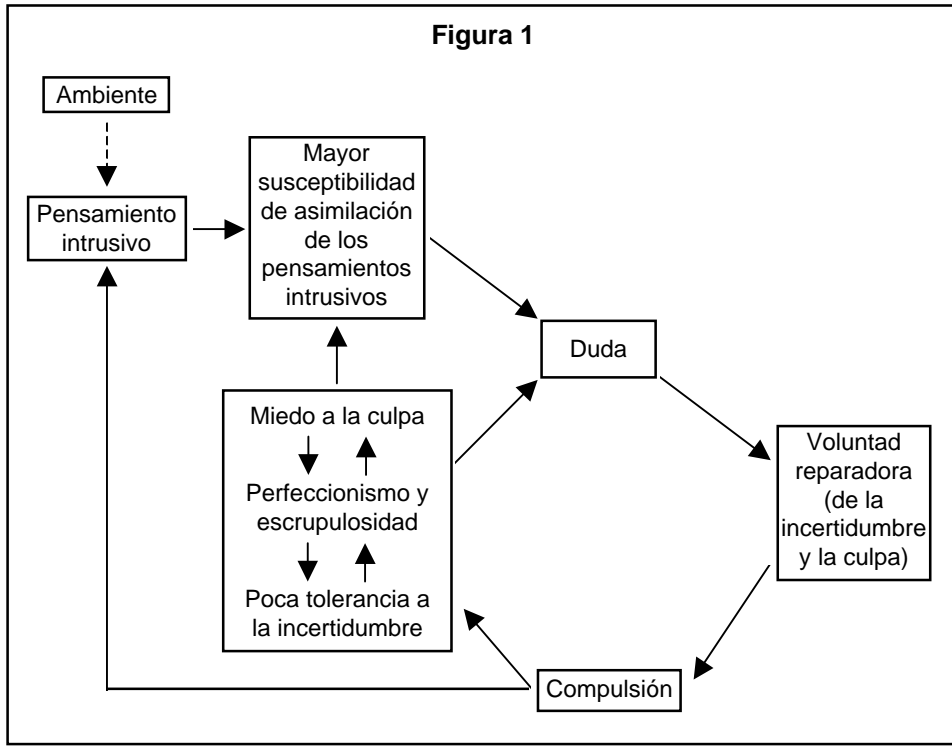 Figura 1
Ambiente
Pensamiento
intrusivo
Mayor
susceptibilidad
de asimilación
de los
pensamientos
intrusivos
Duda
Miedo a la culpa
Perfeccionismo y
escrupulosidad
Poca tolerancia a
la incertidumbre
Voluntad
reparadora
(de la
incertidumbre
y la culpa)
Compulsión